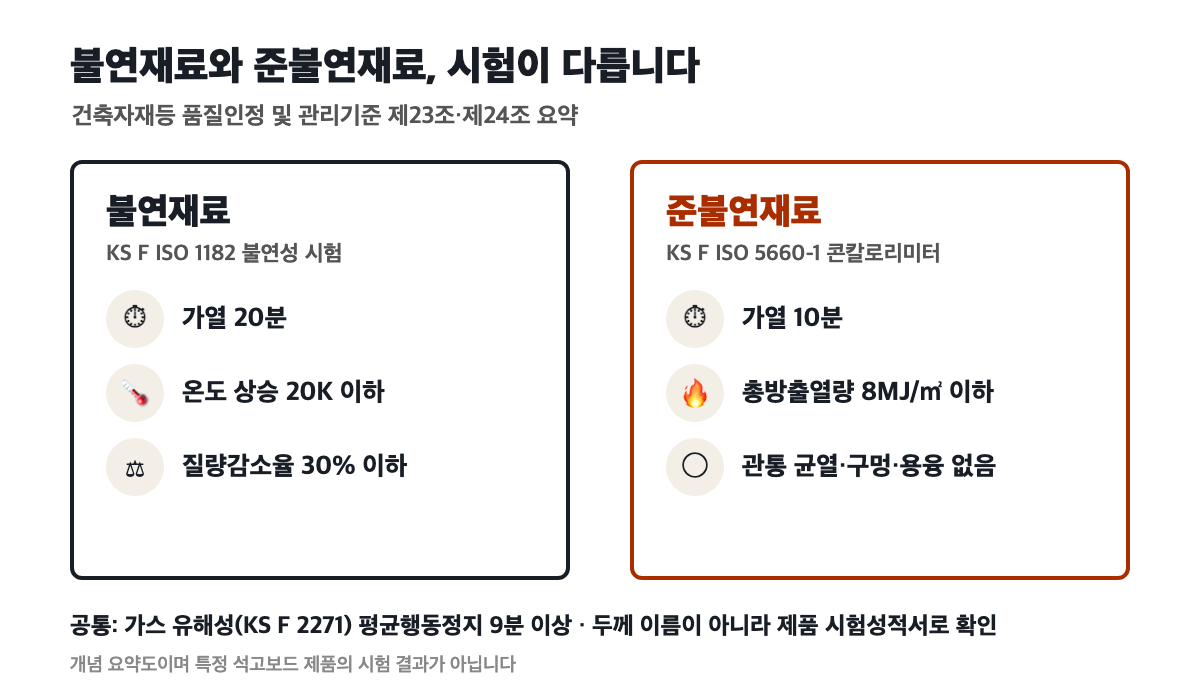 불연재료와 준불연재료, 시험이 다릅니다
건축자재등 품질인정 및 관리기준 제23조·제24조 요약
불연재료
KS F ISO 1182 불연성 시험
가열 20분
온도 상승 20K 이하
질량감소율 30% 이하
준불연재료
KS F ISO 5660-1 콘칼로리미터
가열 10분
총방출열량 8MJ/㎡ 이하
관통 균열·구멍·용융 없음
공통: 가스 유해성(KS F 2271) 평균행동정지 9분 이상 · 두께 이름이 아니라 제품 시험성적서로 확인
개념 요약도이며 특정 석고보드 제품의 시험 결과가 아닙니다